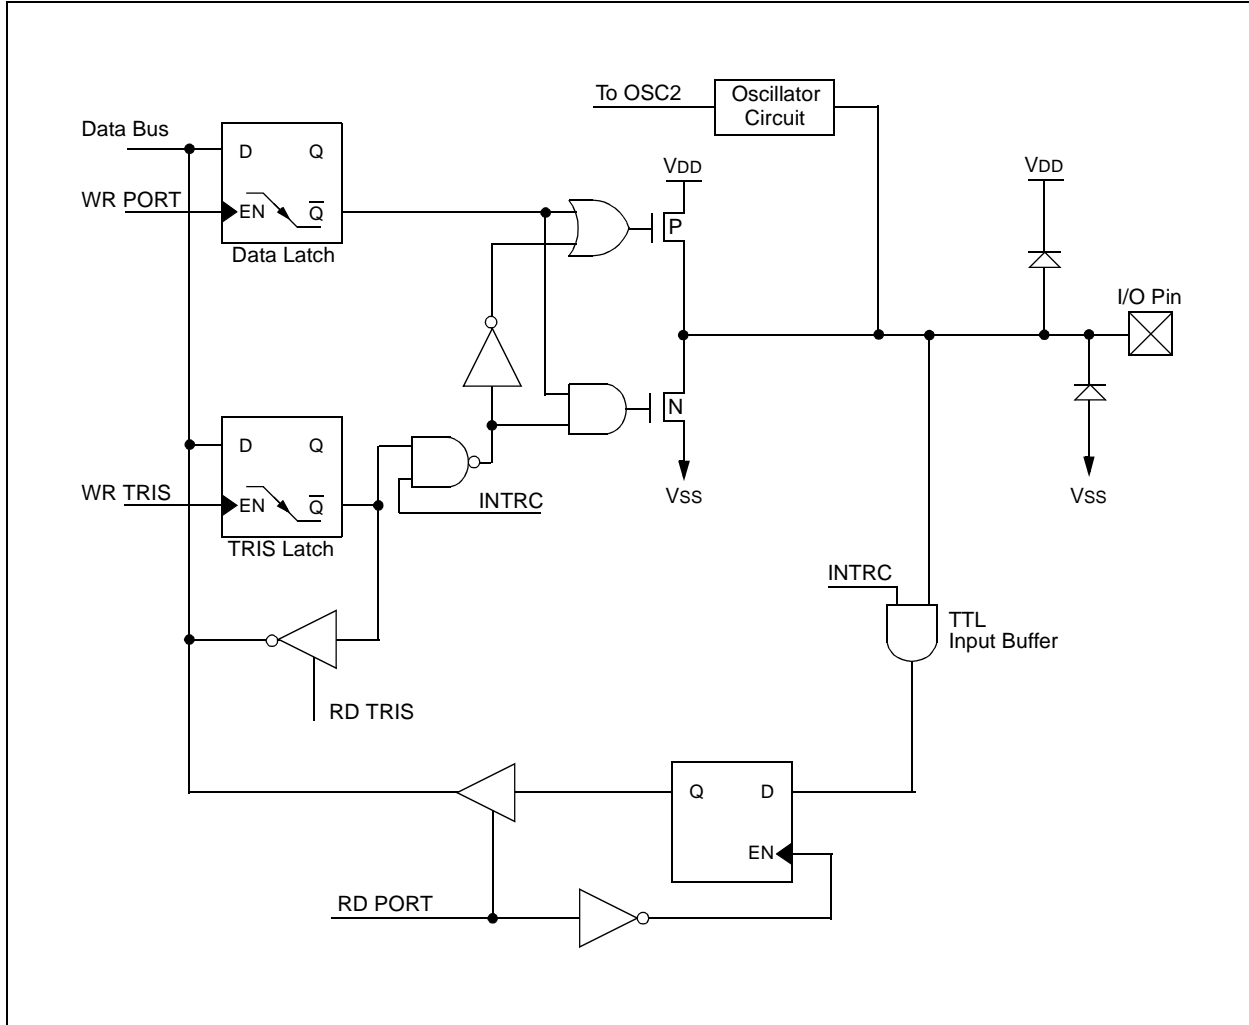 To OSC2
Oscillator
Circuit
Data Bus
D Q
WR PORT
EN Q̅
Data Latch
VDD
P
VDD
I/O Pin
N
VSS
VSS
D Q
WR TRIS
EN Q̅
TRIS Latch
INTRC
INTRC
TTL
Input Buffer
RD TRIS
Q D
EN
RD PORT